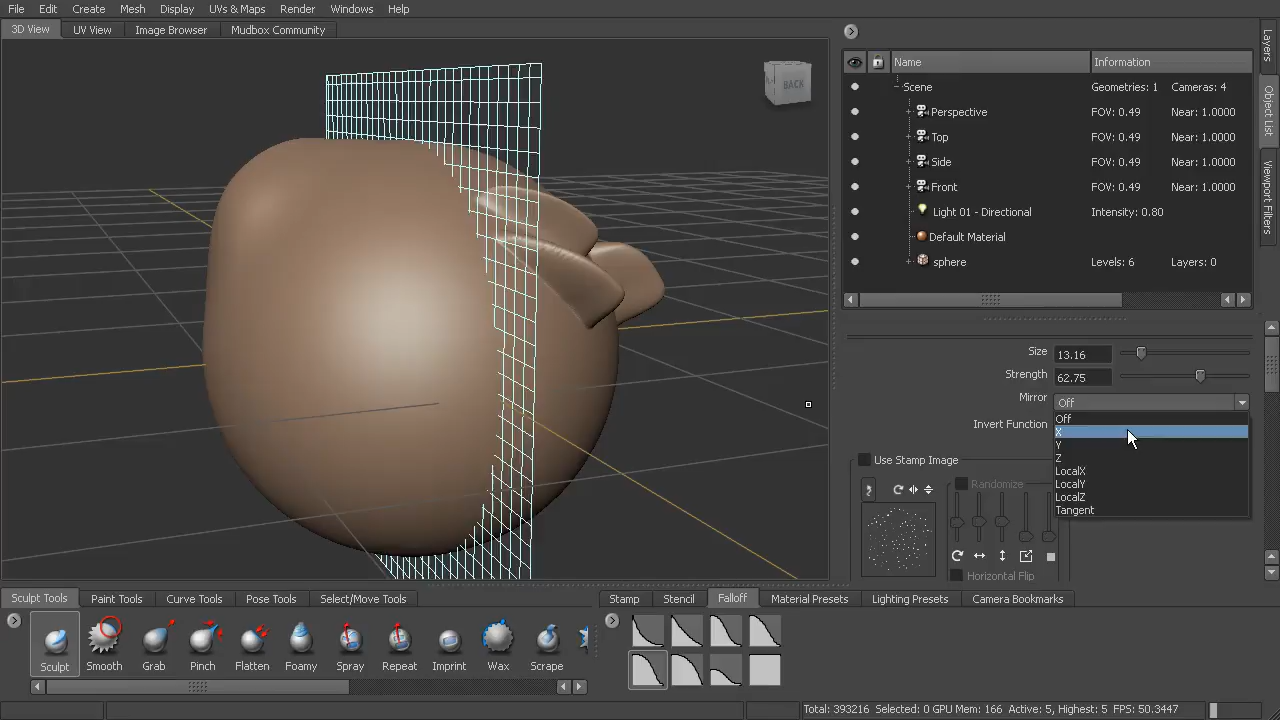 File Edit Create Mesh Display UVs & Maps Render Windows Help
3D View UV View Image Browser Mudbox Community
BACK
Name Information
Scene Geometries: 1 Cameras: 4
Perspective FOV: 0.49 Near: 1.0000
Top FOV: 0.49 Near: 1.0000
Side FOV: 0.49 Near: 1.0000
Front FOV: 0.49 Near: 1.0000
Light 01 - Directional Intensity: 0.80
Default Material
sphere Levels: 6 Layers: 0
Layers
Object List
Viewport Filters
Size 13.16
Strength 62.75
Mirror Off
Off
Invert Function X
Y
Z
LocalX
LocalY
LocalZ
Tangent
Use Stamp Image
Randomize
Horizontal Flip
Sculpt Tools Paint Tools Curve Tools Pose Tools Select/Move Tools
Stamp Stencil Falloff Material Presets Lighting Presets Camera Bookmarks
Sculpt Smooth Grab Pinch Flatten Foamy Spray Repeat Imprint Wax Scrape
Total: 393216 Selected: 0 GPU Mem: 166 Active: 5, Highest: 5 FPS: 50.3447